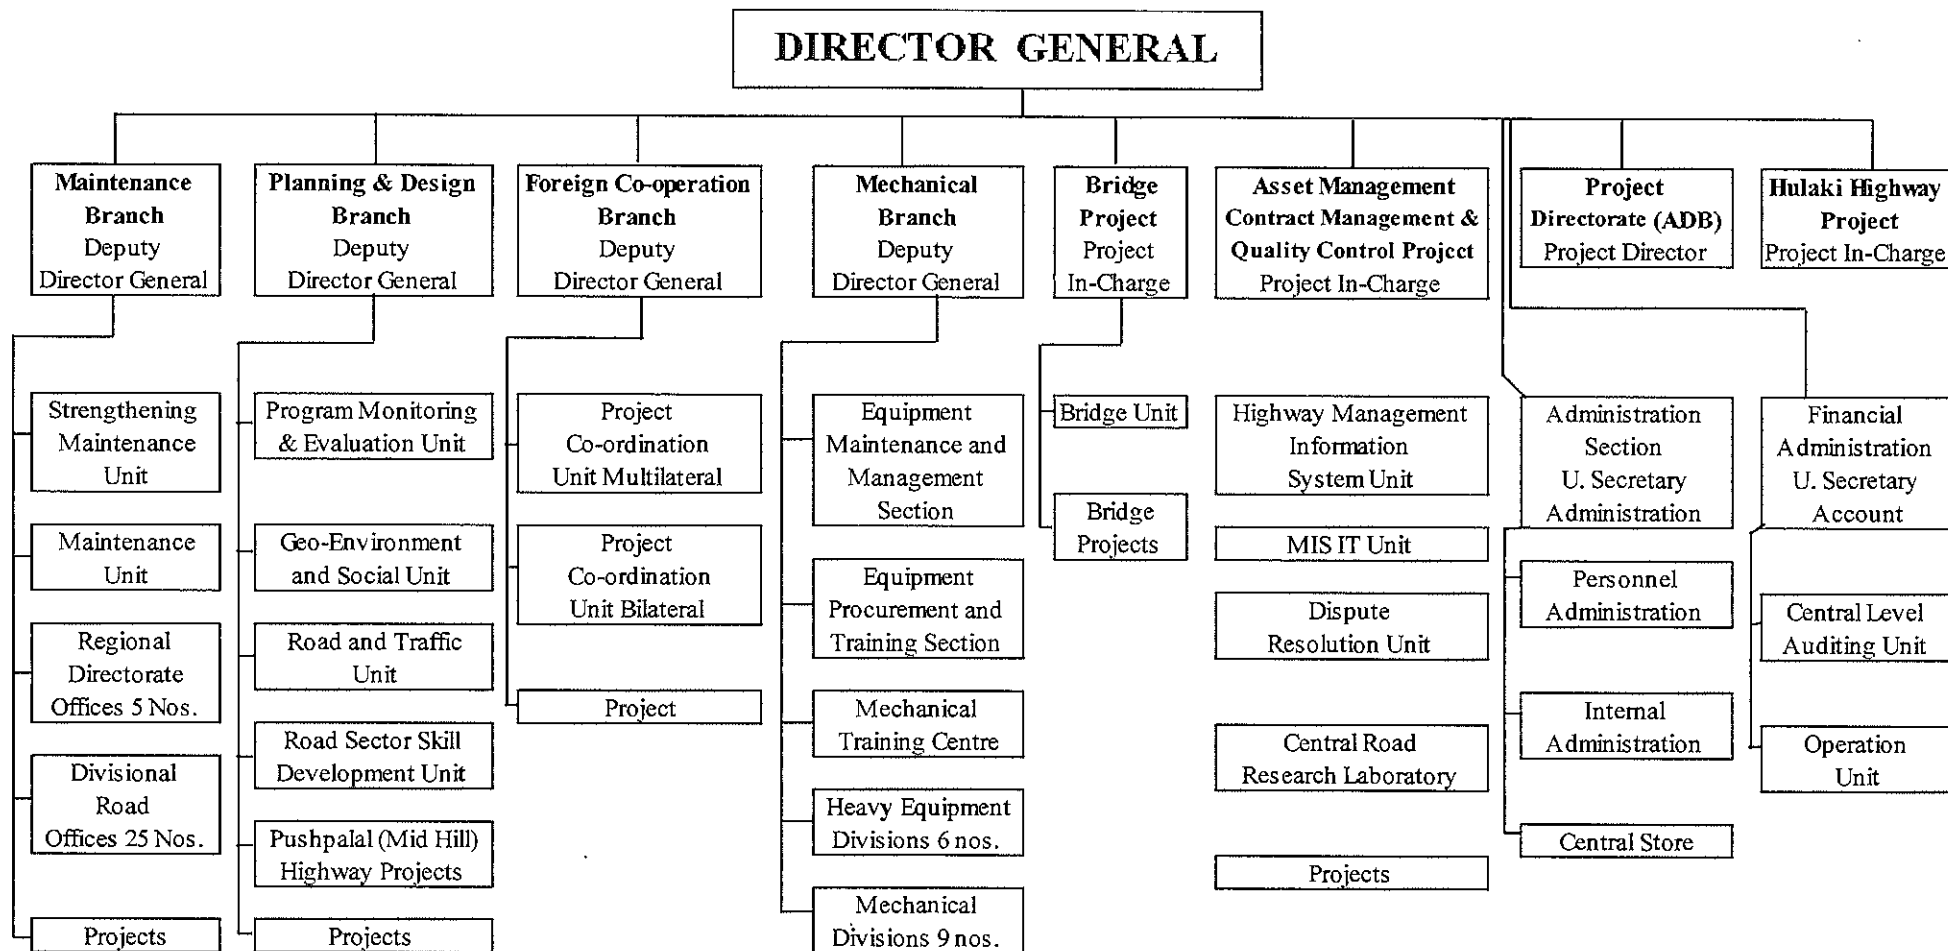 DIRECTOR GENERAL
Maintenance
Branch
Deputy
Director General
Planning & Design
Branch
Deputy
Director General
Foreign Co-operation
Branch
Deputy
Director General
Mechanical
Branch
Deputy
Director General
Bridge
Project
Project
In-Charge
Asset Management
Contract Management &
Quality Control Project
Project In-Charge
Project
Directorate (ADB)
Project Director
Hulaki Highway
Project
Project In-Charge
Strengthening
Maintenance
Unit
Maintenance
Unit
Regional
Directorate
Offices 5 Nos.
Divisional
Road
Offices 25 Nos.
Projects
Program Monitoring
& Evaluation Unit
Geo-Environment
and Social Unit
Road and Traffic
Unit
Road Sector Skill
Development Unit
Pushpalal (Mid Hill)
Highway Projects
Projects
Project
Co-ordination
Unit Multilateral
Project
Co-ordination
Unit Bilateral
Project
Equipment
Maintenance and
Management
Section
Equipment
Procurement and
Training Section
Mechanical
Training Centre
Heavy Equipment
Divisions 6 nos.
Mechanical
Divisions 9 nos.
Bridge Unit
Bridge
Projects
Highway Management
Information
System Unit
MIS IT Unit
Dispute
Resolution Unit
Central Road
Research Laboratory
Projects
Administration
Section
U. Secretary
Administration
Personnel
Administration
Internal
Administration
Central Store
Financial
Administration
U. Secretary
Account
Central Level
Auditing Unit
Operation
Unit